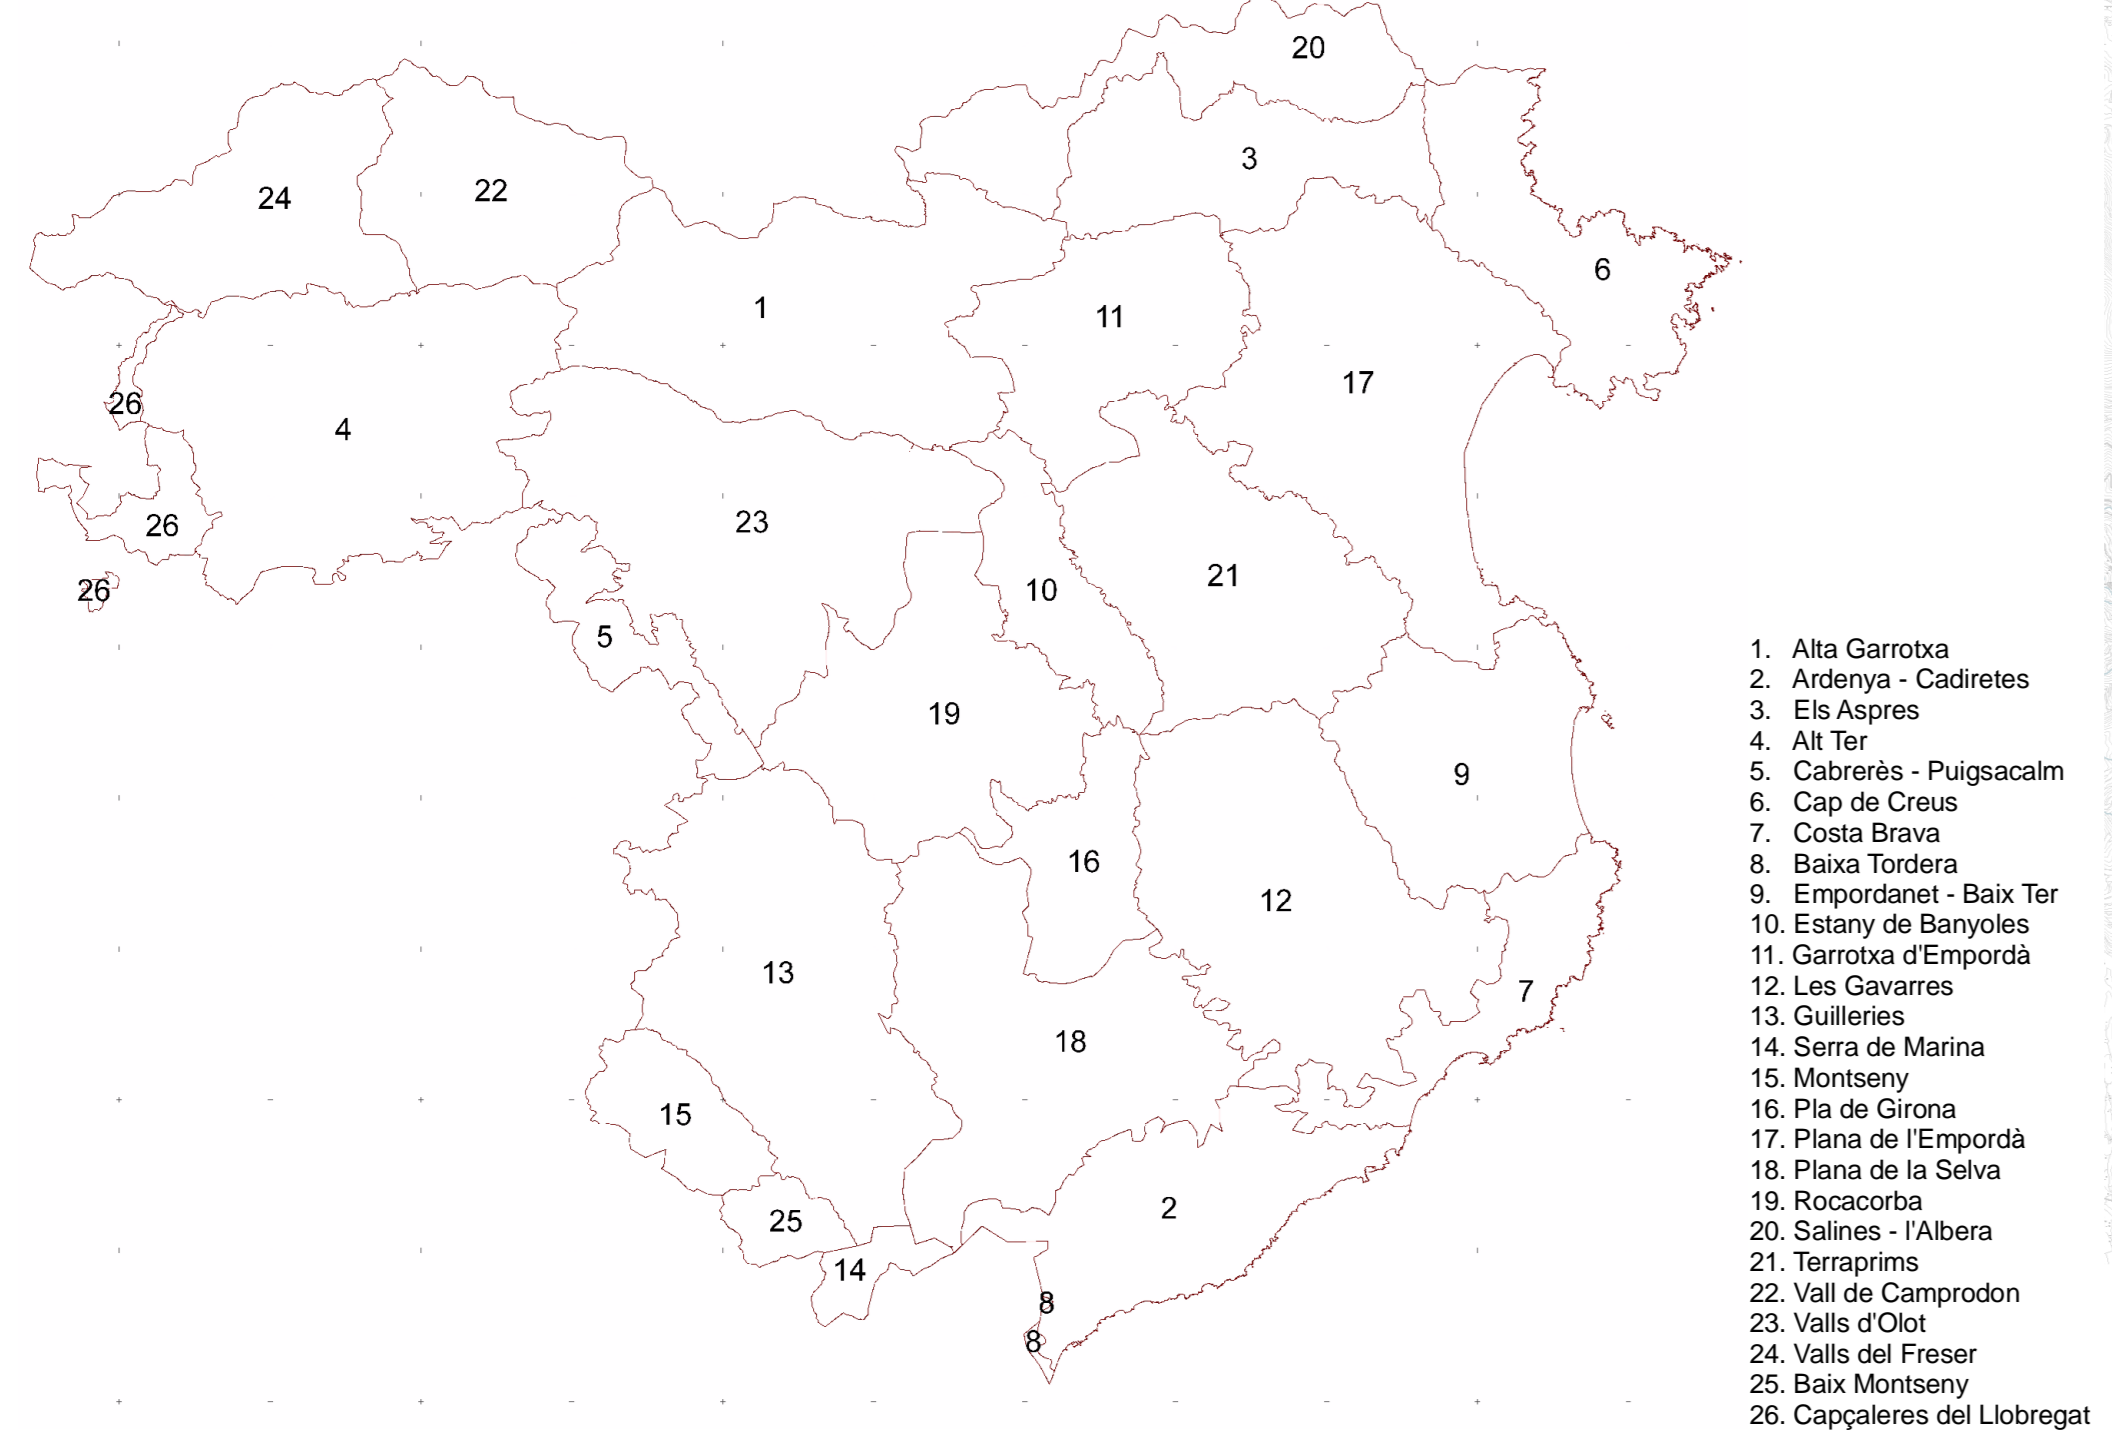 20
3
24
22
6
1
11
17
26
4
23
26
21
26
10
5
19
9
16
12
13
7
18
15
2
25
14
8
8
1. Alta Garrotxa
2. Ardenya - Cadiretes
3. Els Aspres
4. Alt Ter
5. Cabrerès - Puigsacalm
6. Cap de Creus
7. Costa Brava
8. Baixa Tordera
9. Empordanet - Baix Ter
10. Estany de Banyoles
11. Garrotxa d'Empordà
12. Les Gavarres
13. Guilleries
14. Serra de Marina
15. Montseny
16. Pla de Girona
17. Plana de l'Empordà
18. Plana de la Selva
19. Rocacorba
20. Salines - l'Albera
21. Terraprims
22. Vall de Camprodon
23. Valls d'Olot
24. Valls del Freser
25. Baix Montseny
26. Capçaleres del Llobregat